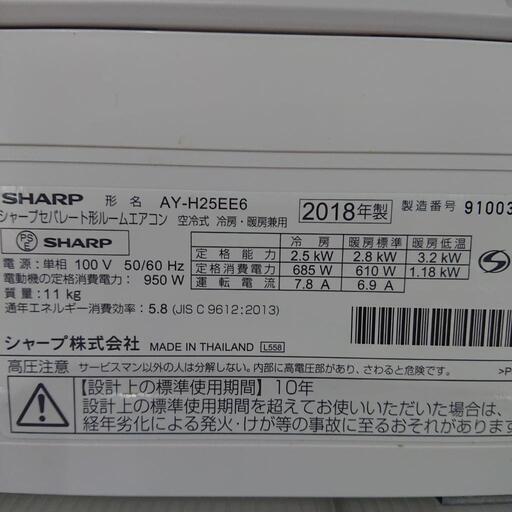 SHARP 形 名 AY-H25EE6 2018年製 製造番号 91003
シャープセパレート形ルームエアコン 空冷式 冷房・暖房兼用
PSE SHARP
冷 房 暖房標準 暖房低温
定 格 能 力 2.5 kW 2.8 kW 3.2 kW
定格消費電力 685 W 610 W 1.18 kW
運 転 電 流 7.8 A 6.9 A
電 源:単相 100 V 50/60 Hz
電動機の定格消費電力: 950 W
質 量:11 kg
通年エネルギー消費効率: 5.8 (JIS C 9612:2013)
シャープ株式会社 MADE IN THAILAND L558
高圧注意 サービスマン以外の人は分解しない。内部に高電圧部があり、さわると危険です。 >P
【設計上の標準使用期間】10年
設計上の標準使用期間を超えてお使いいただいた場合は、
経年劣化による発火・けが等の事故に至るおそれがあります